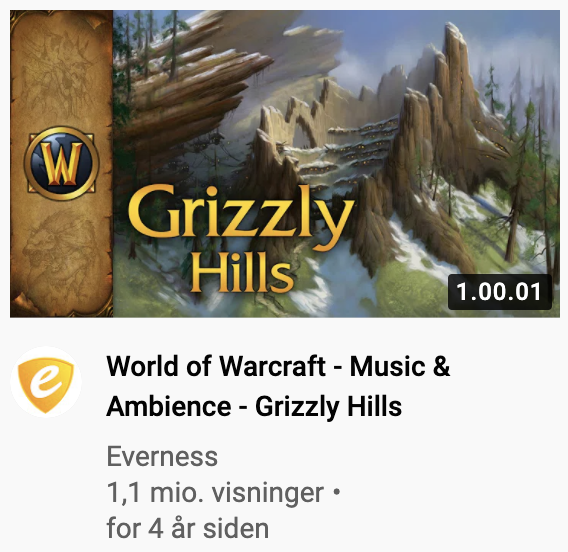 W
Grizzly
Hills
1.00.01
e
World of Warcraft - Music &
Ambience - Grizzly Hills
Everness
1,1 mio. visninger •
for 4 år siden